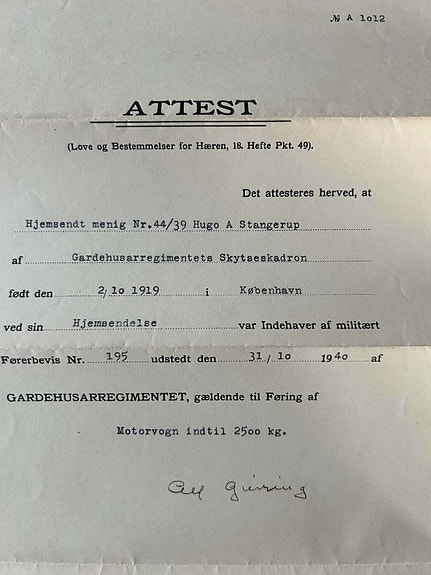 № A 1012
ATTEST
(Love og Bestemmelser for Hæren, 18. Hefte Pkt. 49).
Det attesteres herved, at
Hjemsendt menig Nr.44/39 Hugo A Stangerup
af Gardehusarregimentets Skytseskadron
født den 2/10 1919 i København
ved sin Hjemsendelse var Indehaver af militært
Førerbevis Nr. 195 udstedt den 31/10 1940 af
GARDEHUSARREGIMENTET, gældende til Føring af
Motorvogn indtil 2500 kg.